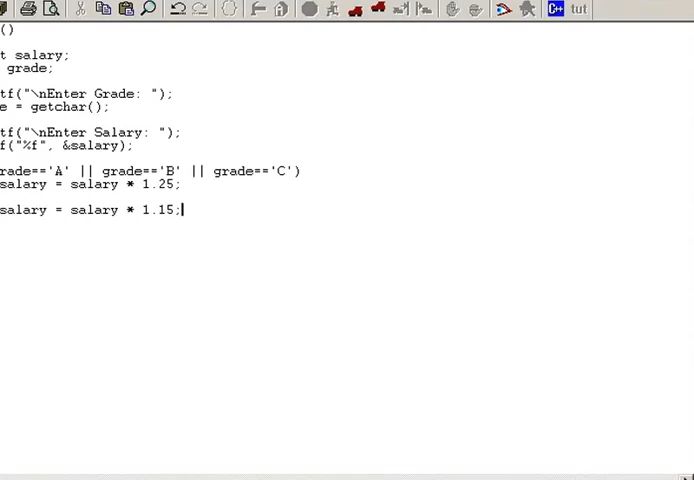 C++ tut
()
t salary;
grade;
tf("\nEnter Grade: ");
e = getchar();
tf("\nEnter Salary: ");
f("%f", &salary);
rade=='A' || grade=='B' || grade=='C')
salary = salary * 1.25;
salary = salary * 1.15;